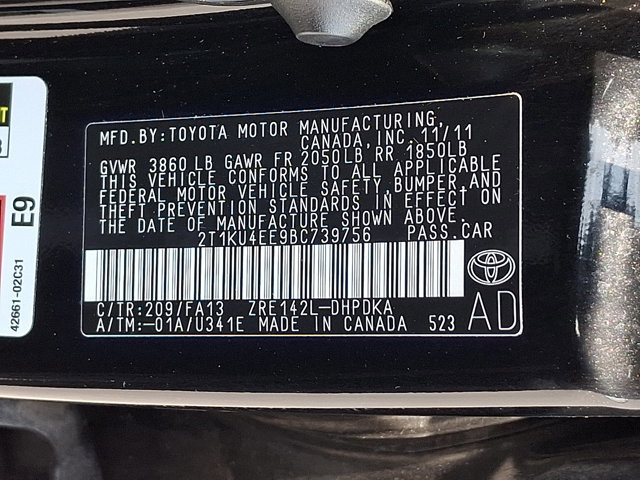 MFD.BY:TOYOTA MOTOR MANUFACTURING,
CANADA, INC. 11/11
GVWR 3860 LB GAWR FR 2050LB RR 1850LB
THIS VEHICLE CONFORMS TO ALL APPLICABLE
FEDERAL MOTOR VEHICLE SAFETY, BUMPER, AND
THEFT PREVENTION STANDARDS IN EFFECT ON
THE DATE OF MANUFACTURE SHOWN ABOVE.
2T1KU4EE9BC739756 PASS.CAR
C/TR:209/FA13 ZRE142L-DHPDKA
A/TM:-01A/U341E MADE IN CANADA 523
AD
E9
42661-02C31